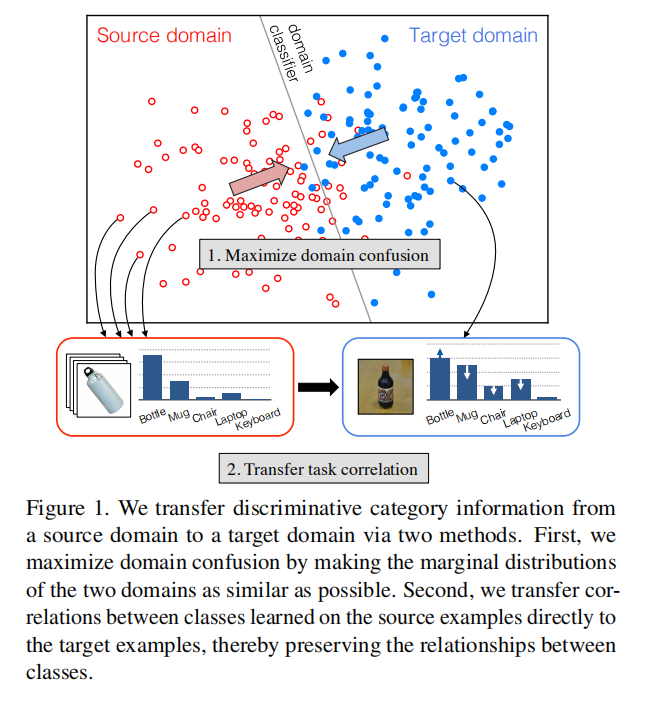 Source domain
domain
classifier
Target domain
1. Maximize domain confusion
Bottle
Mug
Chair
Laptop
Keyboard
Bottle
Mug
Chair
Laptop
Keyboard
2. Transfer task correlation
Figure 1. We transfer discriminative category information from
a source domain to a target domain via two methods. First, we
maximize domain confusion by making the marginal distributions
of the two domains as similar as possible. Second, we transfer cor-
relations between classes learned on the source examples directly to
the target examples, thereby preserving the relationships between
classes.